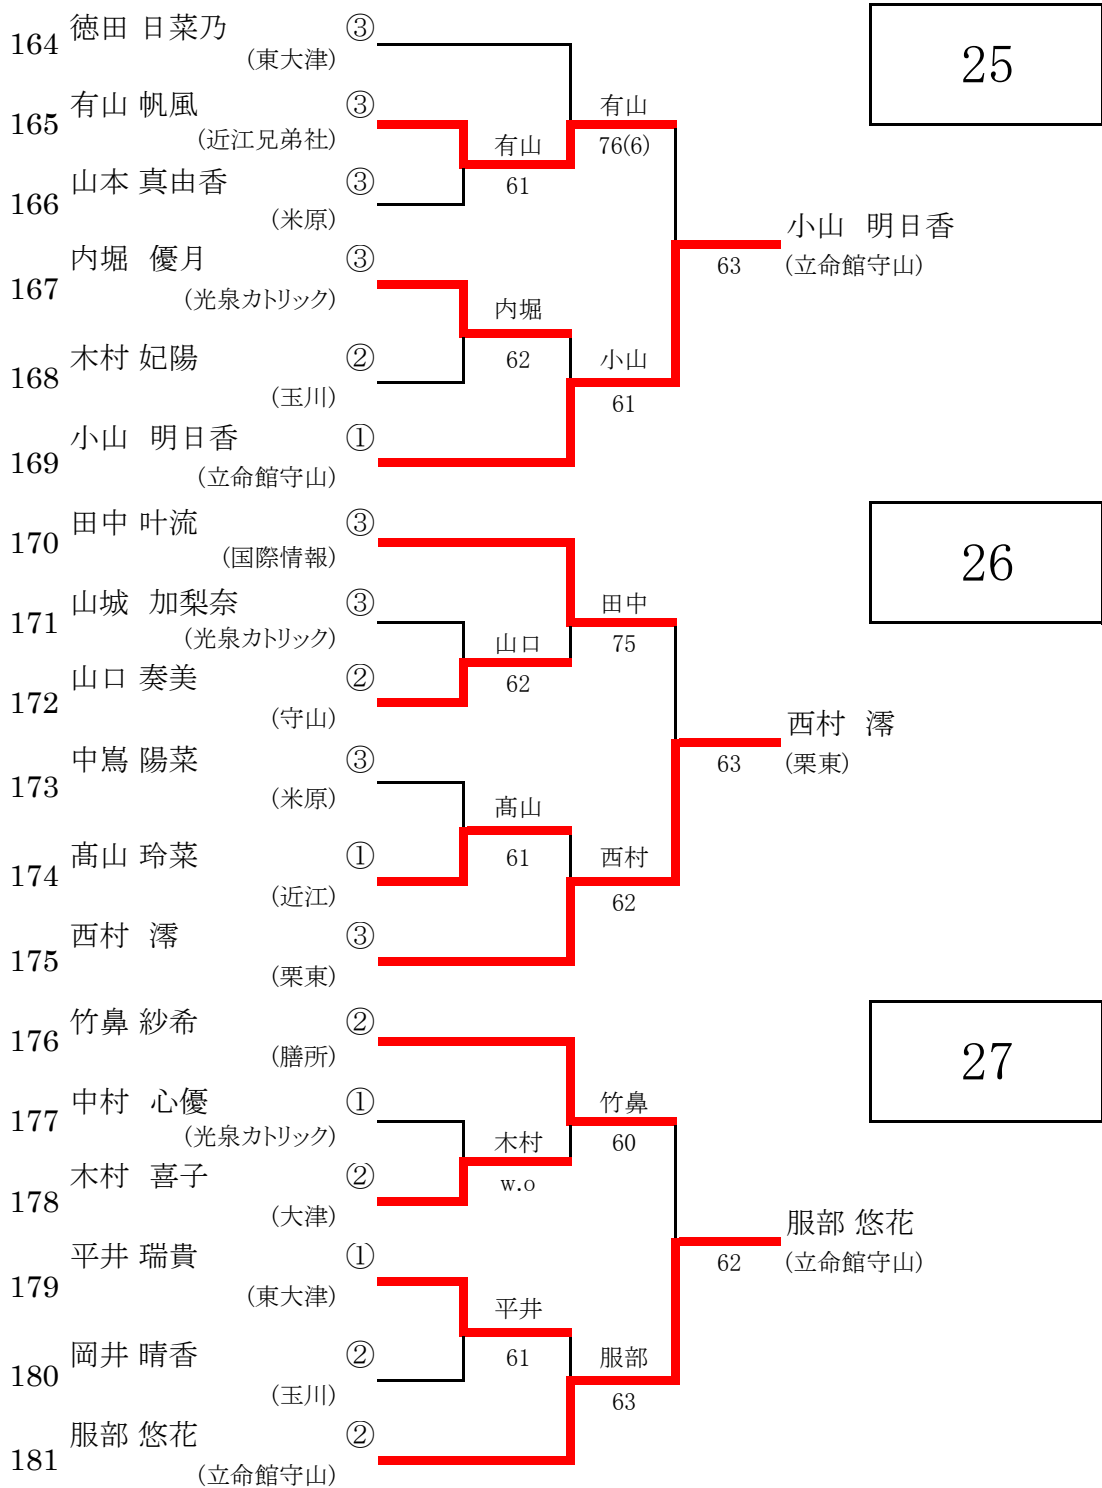 164 徳田 日菜乃 ③
(東大津)
25
165 有山 帆風 ③
(近江兄弟社)
有山
76(6)
有山
61
166 山本 真由香 ③
(米原)
小山 明日香
(立命館守山)
63
167 内堀 優月 ③
(光泉カトリック)
内堀
62
168 木村 妃陽 ②
(玉川)
小山
61
169 小山 明日香 ①
(立命館守山)
170 田中 叶流 ③
(国際情報)
26
171 山城 加梨奈 ③
(光泉カトリック)
田中
75
山口
62
172 山口 奏美 ②
(守山)
西村 澪
(栗東)
63
173 中嶌 陽菜 ③
(米原)
髙山
61
174 髙山 玲菜 ①
(近江)
西村
62
175 西村 澪 ③
(栗東)
176 竹鼻 紗希 ②
(膳所)
27
177 中村 心優 ①
(光泉カトリック)
竹鼻
60
木村
w.o
178 木村 喜子 ②
(大津)
服部 悠花
(立命館守山)
62
179 平井 瑞貴 ①
(東大津)
平井
61
180 岡井 晴香 ②
(玉川)
服部
63
181 服部 悠花 ②
(立命館守山)